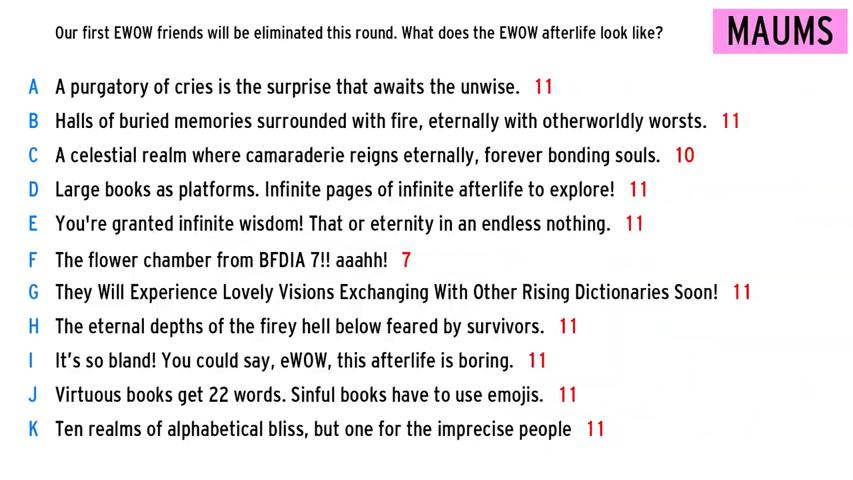 Our first EWOW friends will be eliminated this round. What does the EWOW afterlife look like?
MAUMS
A A purgatory of cries is the surprise that awaits the unwise. 11
B Halls of buried memories surrounded with fire, eternally with otherworldly worsts. 11
C A celestial realm where camaraderie reigns eternally, forever bonding souls. 10
D Large books as platforms. Infinite pages of infinite afterlife to explore! 11
E You're granted infinite wisdom! That or eternity in an endless nothing. 11
F The flower chamber from BFDIA 7!! aaahh! 7
G They Will Experience Lovely Visions Exchanging With Other Rising Dictionaries Soon! 11
H The eternal depths of the firey hell below feared by survivors. 11
I It's so bland! You could say, eWOW, this afterlife is boring. 11
J Virtuous books get 22 words. Sinful books have to use emojis. 11
K Ten realms of alphabetical bliss, but one for the imprecise people 11